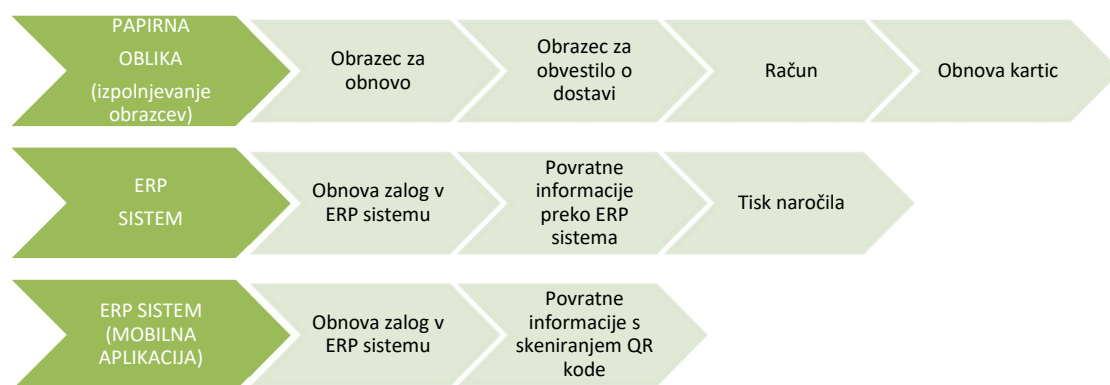 PAPIRNA
OBLIKA
(izpolnjevanje
obrazcev)
Obrazec za
obnovo
Obrazec za
obvestilo o
dostavi
Račun
Obnova kartic
ERP
SISTEM
Obnova zalog v
ERP sistemu
Povratne
informacije
preko ERP
sistema
Tisk naročila
ERP SISTEM
(MOBILNA
APLIKACIJA)
Obnova zalog v
ERP sistemu
Povratne
informacije s
skeniranjem QR
kode